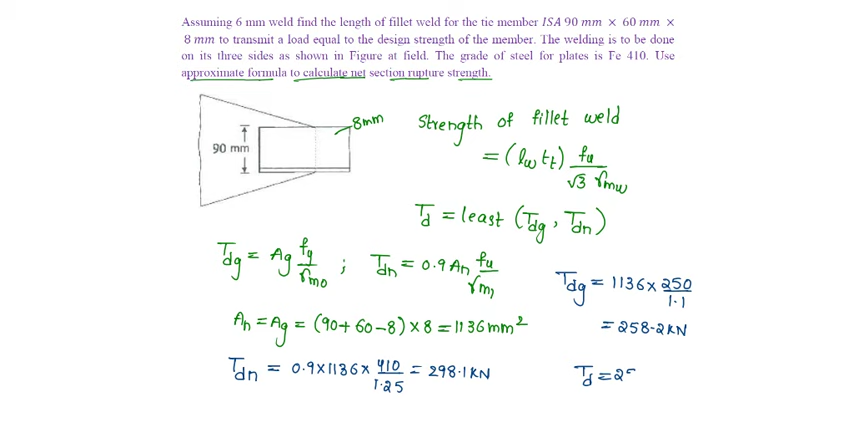 Assuming 6 mm weld find the length of fillet weld for the tie member ISA 90 mm × 60 mm ×
8 mm to transmit a load equal to the design strength of the member. The welding is to be done
on its three sides as shown in Figure at field. The grade of steel for plates is Fe 410. Use
approximate formula to calculate net section rupture strength.
8mm
90 mm
Strength of fillet weld
= (lw tt) fu / √3 γmw
Td = least (Tdg, Tdn)
Tdg = Ag fy / γmo ; Tdn = 0.9 An fu / γm1
Tdg = 1136 × 250 / 1.1
= 258.2 KN
An = Ag = (90 + 60 - 8) × 8 = 1136 mm²
Tdn = 0.9 × 1136 × 410 / 1.25 = 298.1 KN
Td = 25